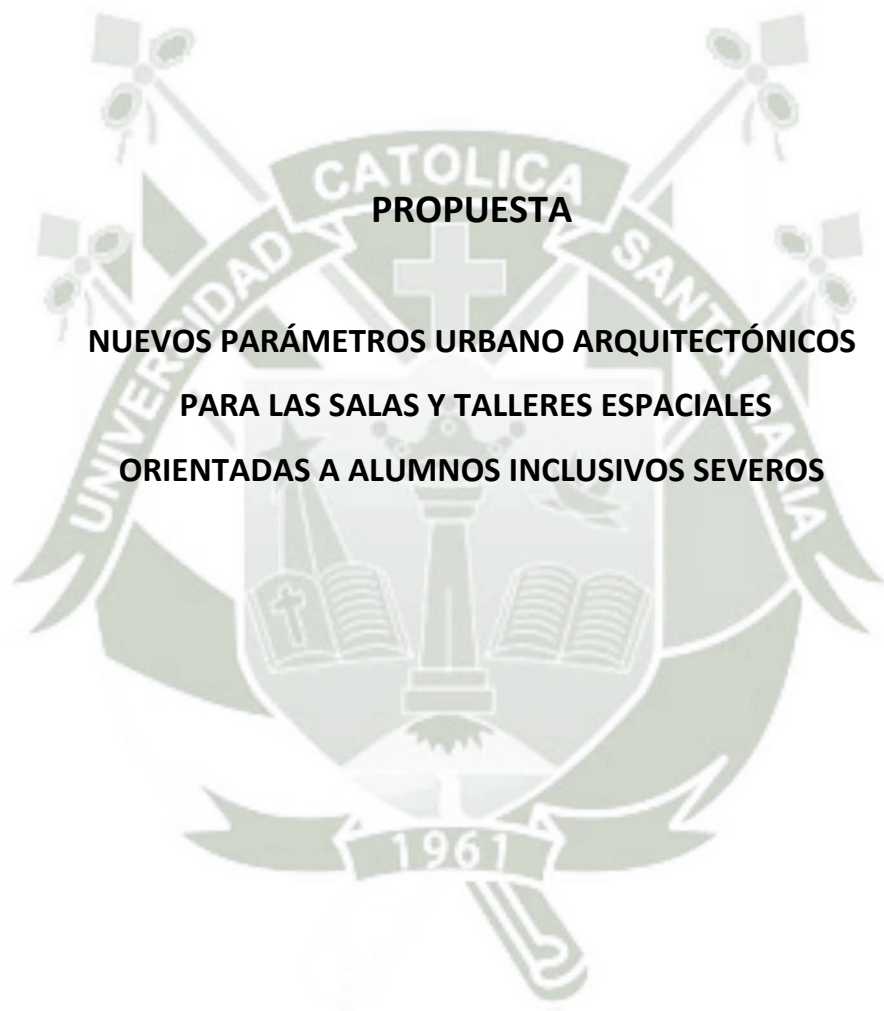 CATOLICA
PROPUESTA
UNIVERSIDAD
SANTA MARIA
NUEVOS PARÁMETROS URBANO ARQUITECTÓNICOS
PARA LAS SALAS Y TALLERES ESPACIALES
ORIENTADAS A ALUMNOS INCLUSIVOS SEVEROS
1961